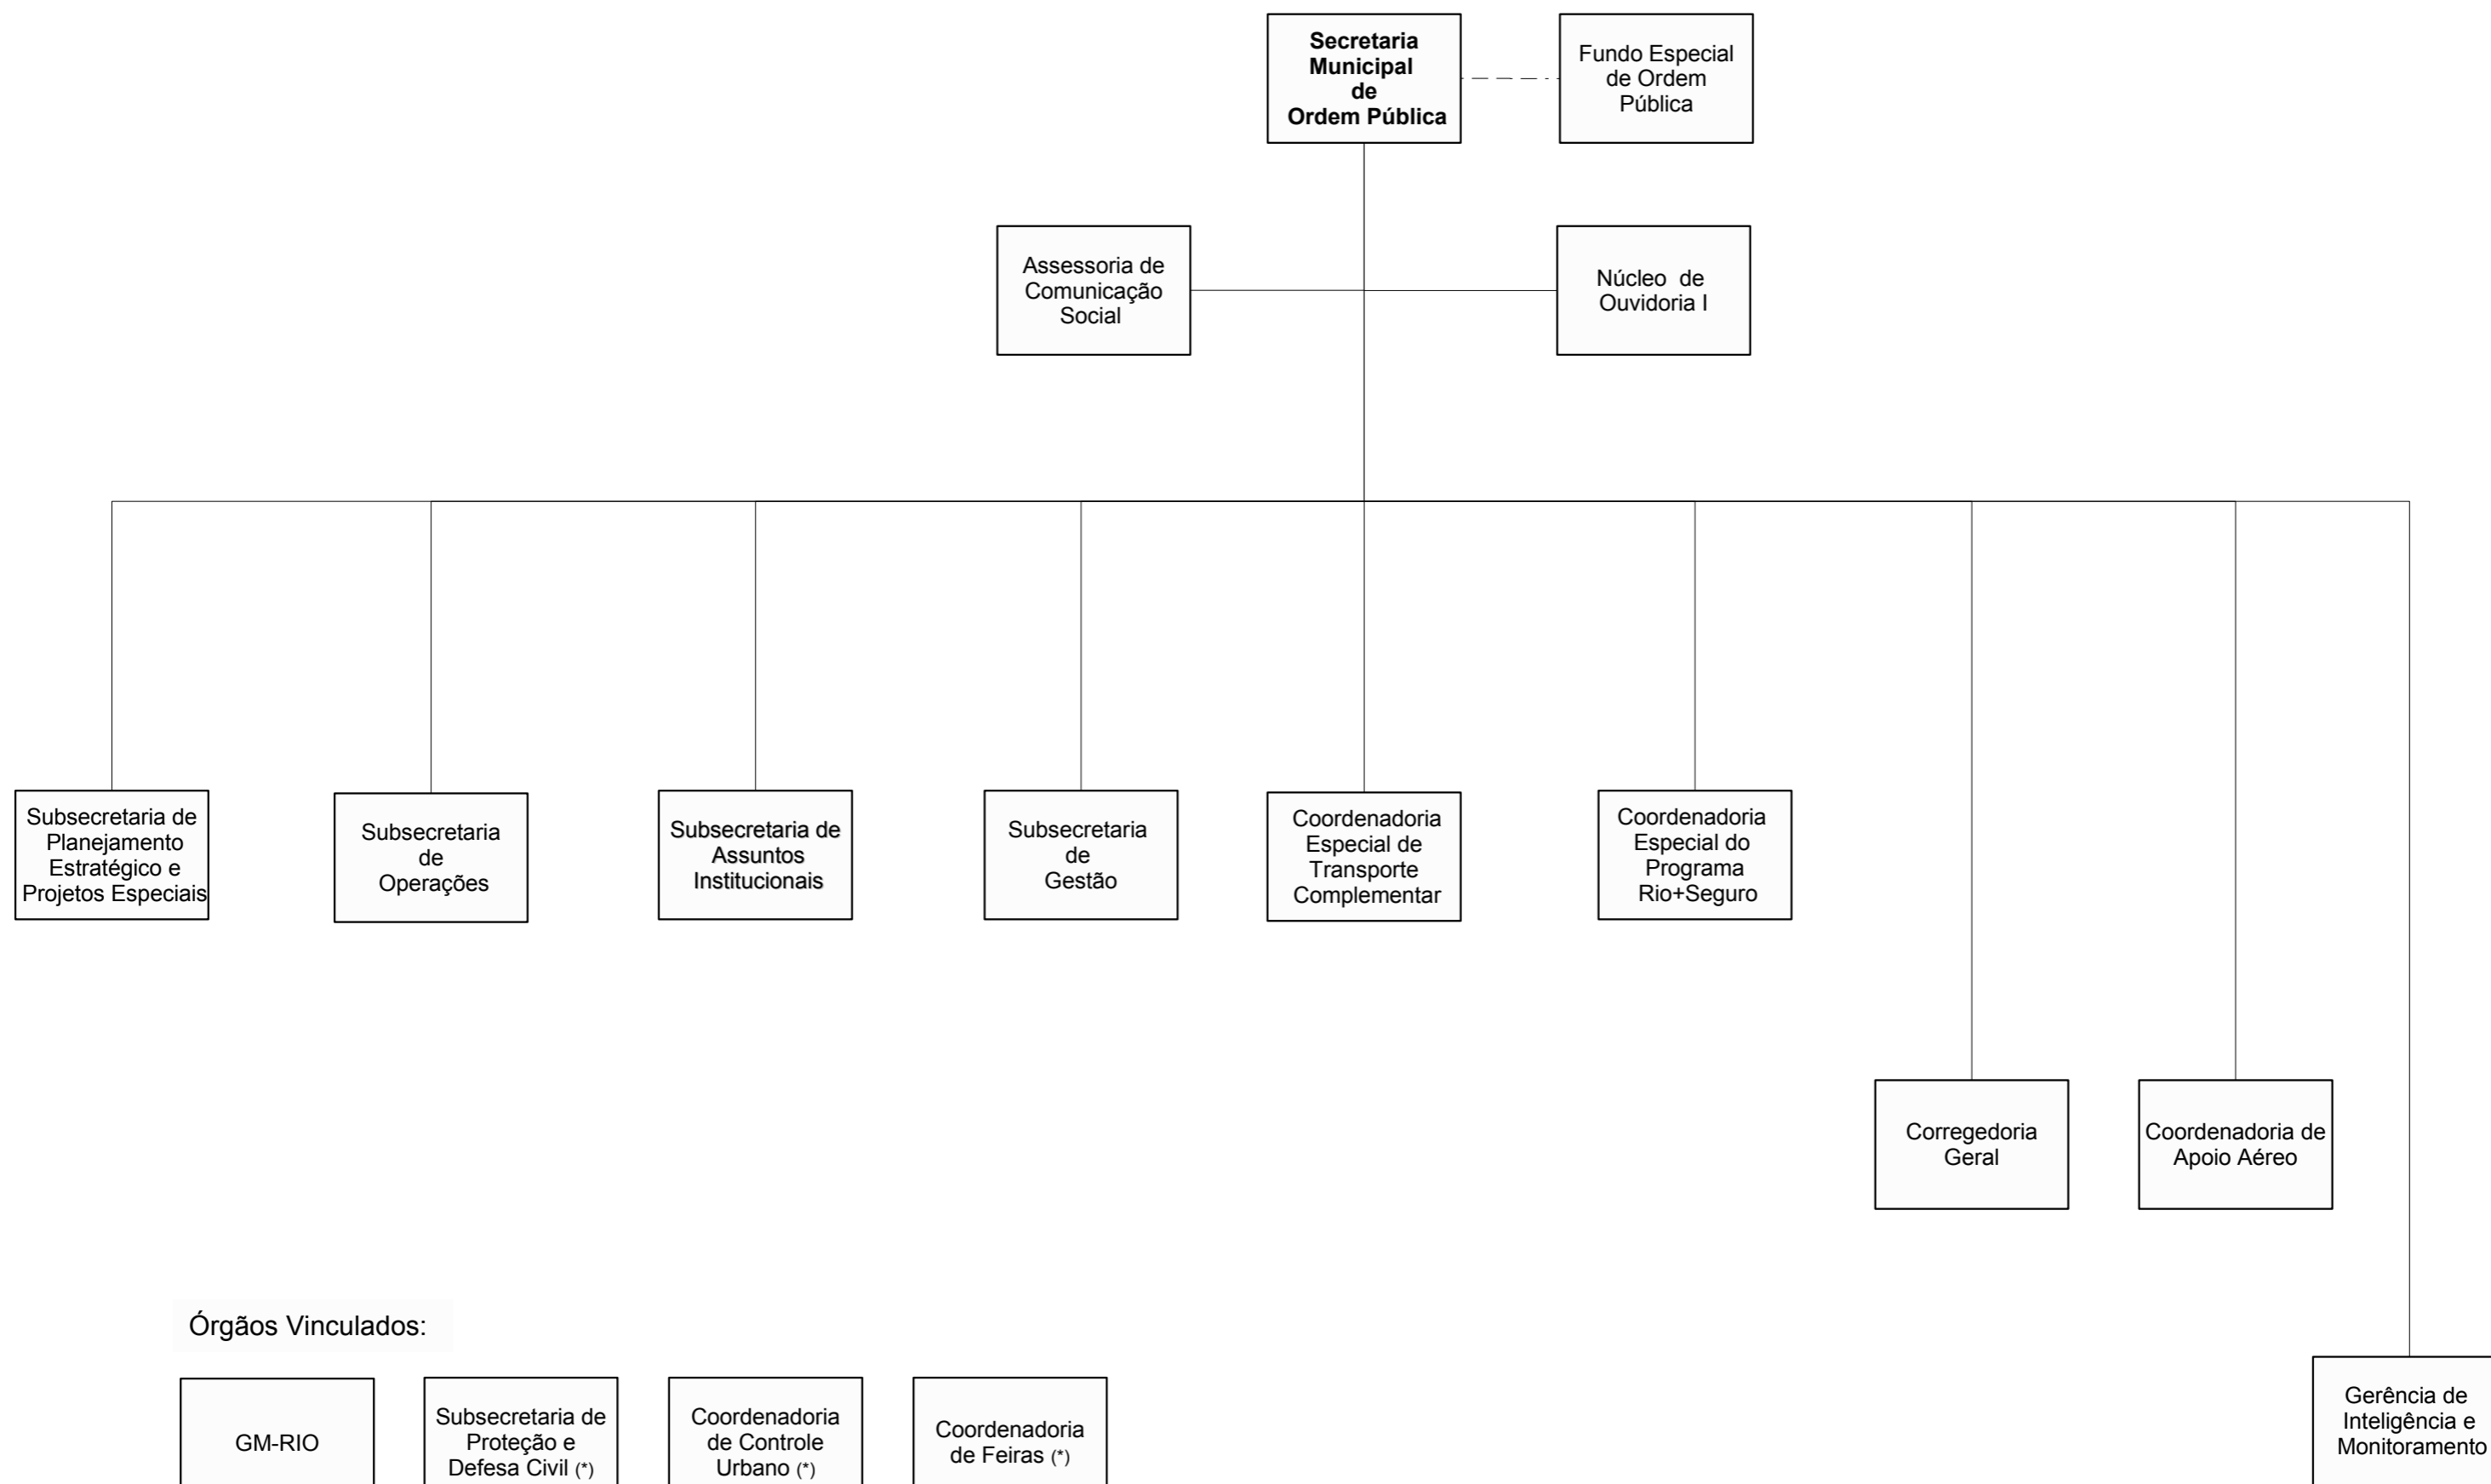 Secretaria
Municipal
de
Ordem Pública
Fundo Especial
de Ordem
Pública
Assessoria de
Comunicação
Social
Núcleo de
Ouvidoria I
Subsecretaria de
Planejamento
Estratégico e
Projetos Especiais
Subsecretaria
de
Operações
Subsecretaria de
Assuntos
Institucionais
Subsecretaria
de
Gestão
Coordenadoria
Especial de
Transporte
Complementar
Coordenadoria
Especial do
Programa
Rio+Seguro
Corregedoria
Geral
Coordenadoria de
Apoio Aéreo
Órgãos Vinculados:
GM-RIO
Subsecretaria de
Proteção e
Defesa Civil (*)
Coordenadoria
de Controle
Urbano (*)
Coordenadoria
de Feiras (*)
Gerência de
Inteligência e
Monitoramento